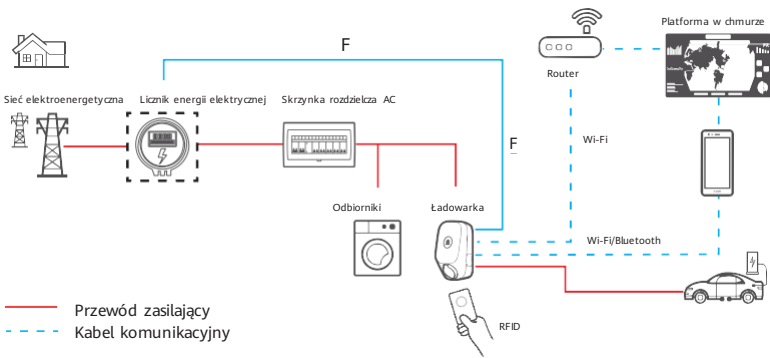 Platforma w chmurze
F
Router
Sieć elektroenergetyczna
Licznik energii elektrycznej
Skrzynka rozdzielcza AC
Wi-Fi
F
Odbiorniki
Ładowarka
Wi-Fi/Bluetooth
RFID
Przewód zasilający
Kabel komunikacyjny